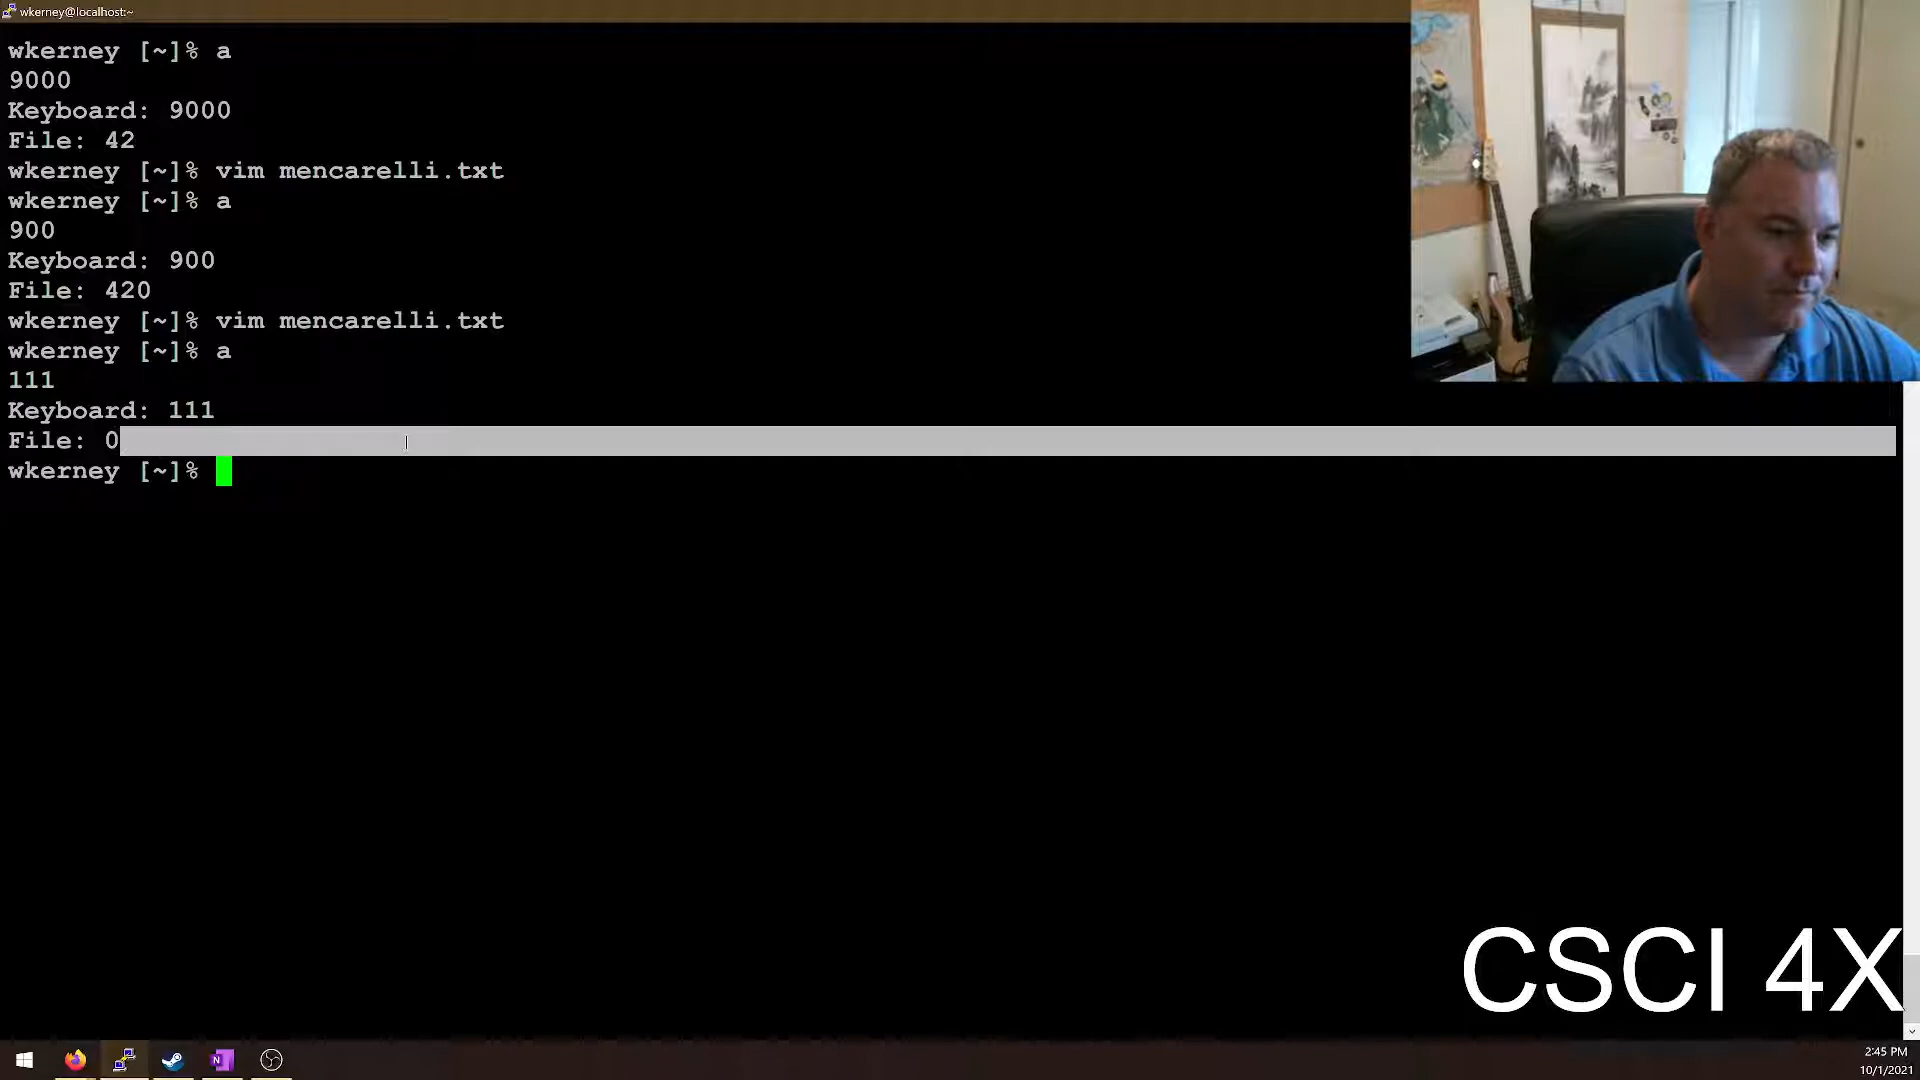 wkerney@localhost:~
wkerney [~]% a
9000
Keyboard: 9000
File: 42
wkerney [~]% vim mencarelli.txt
wkerney [~]% a
900
Keyboard: 900
File: 420
wkerney [~]% vim mencarelli.txt
wkerney [~]% a
111
Keyboard: 111
File: 0
wkerney [~]%
CSCI 4X
2:45 PM
10/1/2021